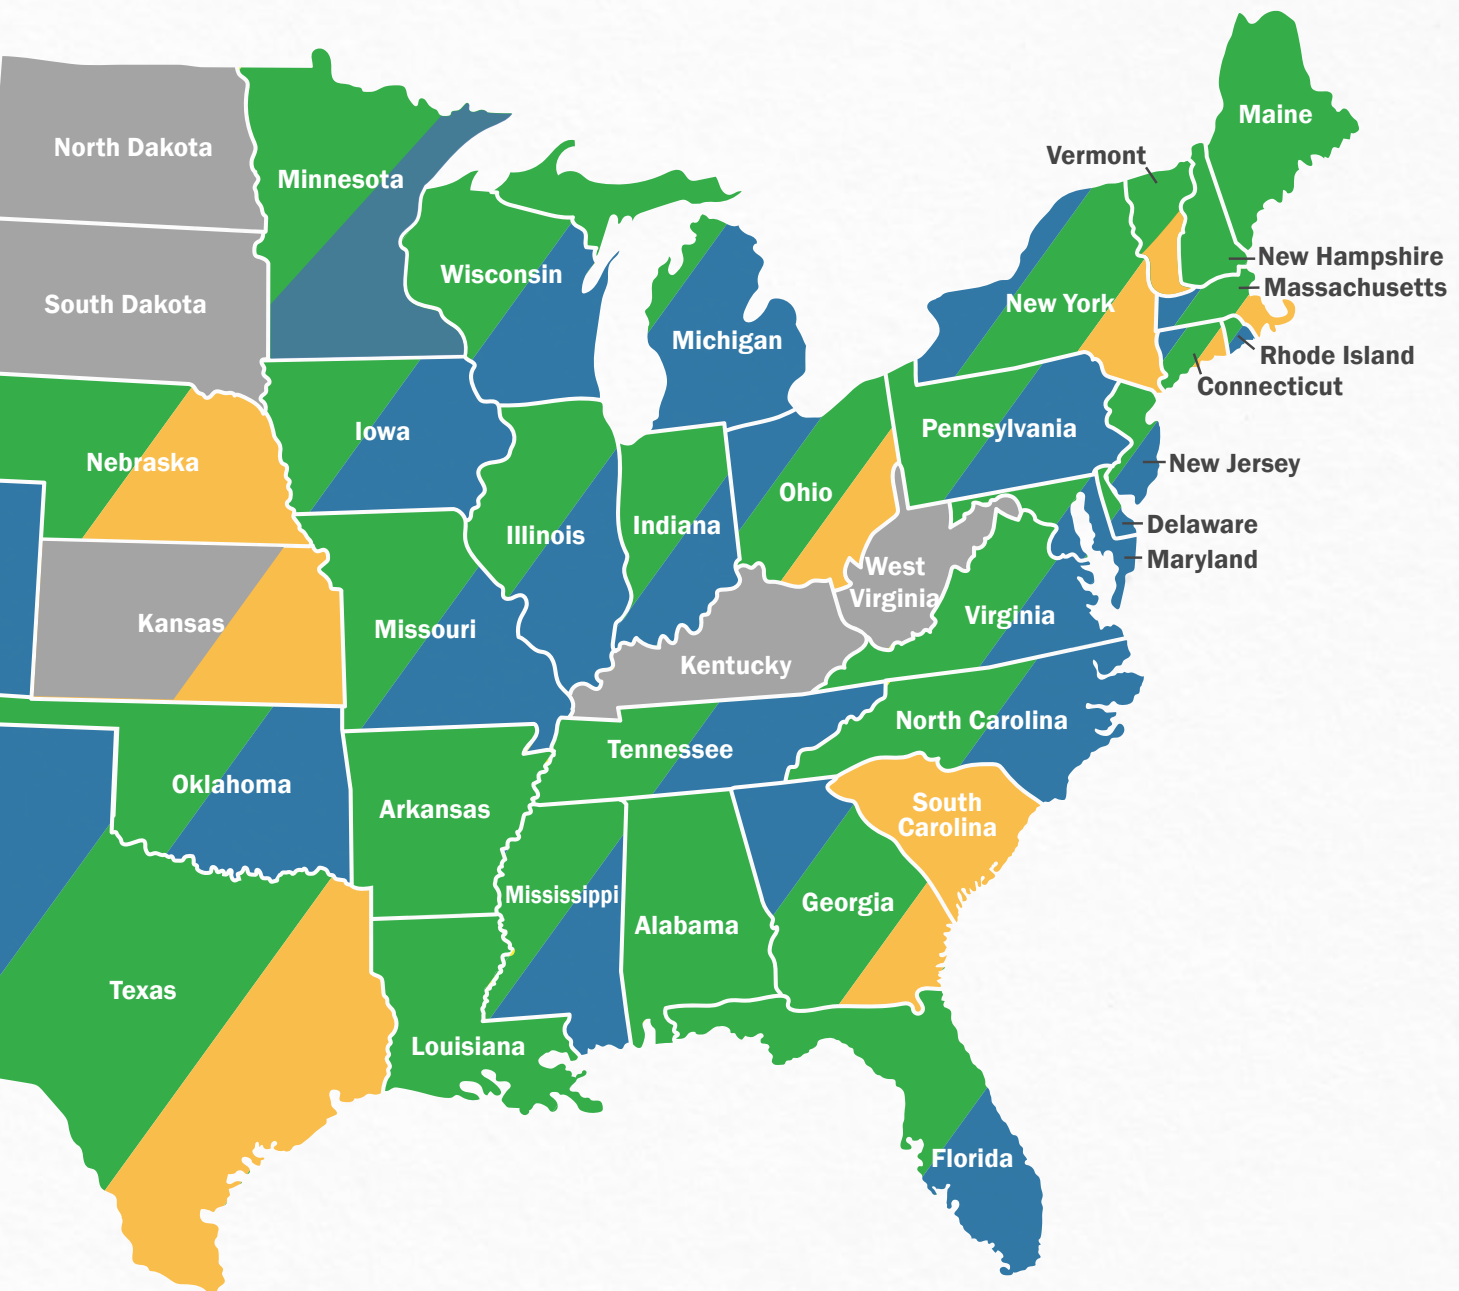 Maine
North Dakota
Vermont
Minnesota
New Hampshire
Wisconsin
Massachusetts
South Dakota
New York
Michigan
Rhode Island
Connecticut
Iowa
Pennsylvania
Nebraska
New Jersey
Ohio
Illinois
Indiana
Delaware
Maryland
West
Virginia
Kansas
Missouri
Virginia
Kentucky
North Carolina
Tennessee
Oklahoma
Arkansas
South
Carolina
Mississippi
Georgia
Alabama
Texas
Louisiana
Florida